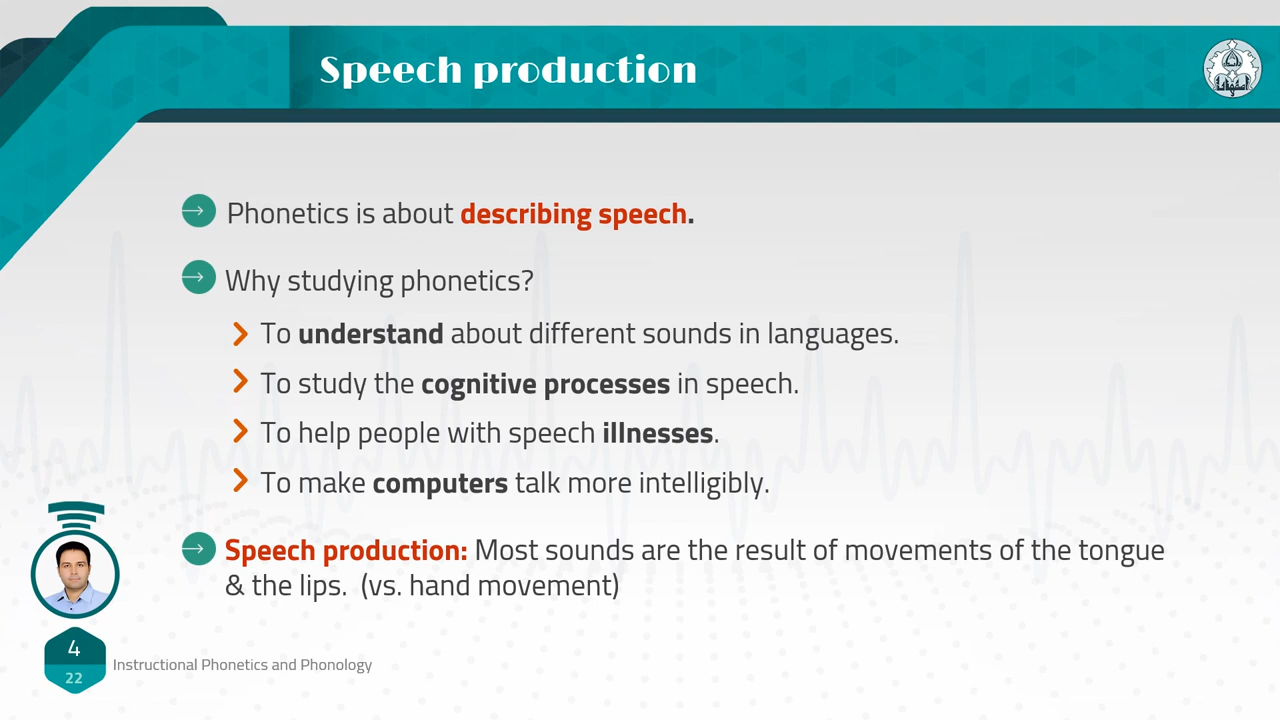 Speech production
اصفهان
Phonetics is about describing speech.
Why studying phonetics?
To understand about different sounds in languages.
To study the cognitive processes in speech.
To help people with speech illnesses.
To make computers talk more intelligibly.
Speech production: Most sounds are the result of movements of the tongue
& the lips. (vs. hand movement)
4
22
Instructional Phonetics and Phonology